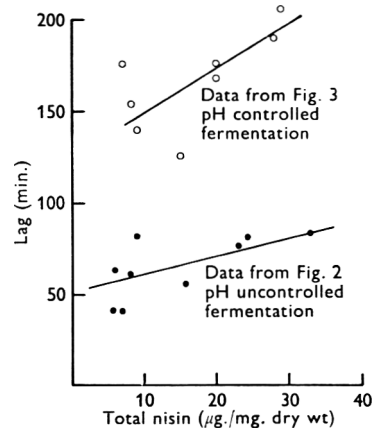 200
150
100
50
Lag (min.)
Data from Fig. 3
pH controlled
fermentation
Data from Fig. 2
pH uncontrolled
fermentation
10
20
30
40
Total nisin (μg./mg. dry wt)